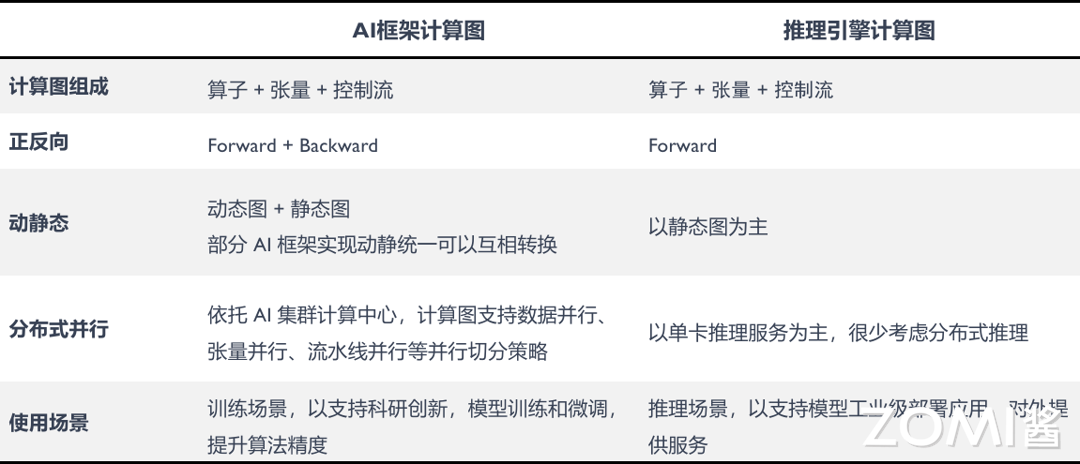 AI框架计算图 推理引擎计算图
计算图组成 算子 + 张量 + 控制流 算子 + 张量 + 控制流
正反向 Forward + Backward Forward
动静态 动态图 + 静态图
部分 AI 框架实现动静统一可以互相转换 以静态图为主
分布式并行 依托 AI 集群计算中心，计算图支持数据并行、
张量并行、流水线并行等并行切分策略 以单卡推理服务为主，很少考虑分布式推理
使用场景 训练场景，以支持科研创新，模型训练和微调，
提升算法精度 推理场景，以支持模型工业级部署应用，对外提
供服务
ZOMI酱